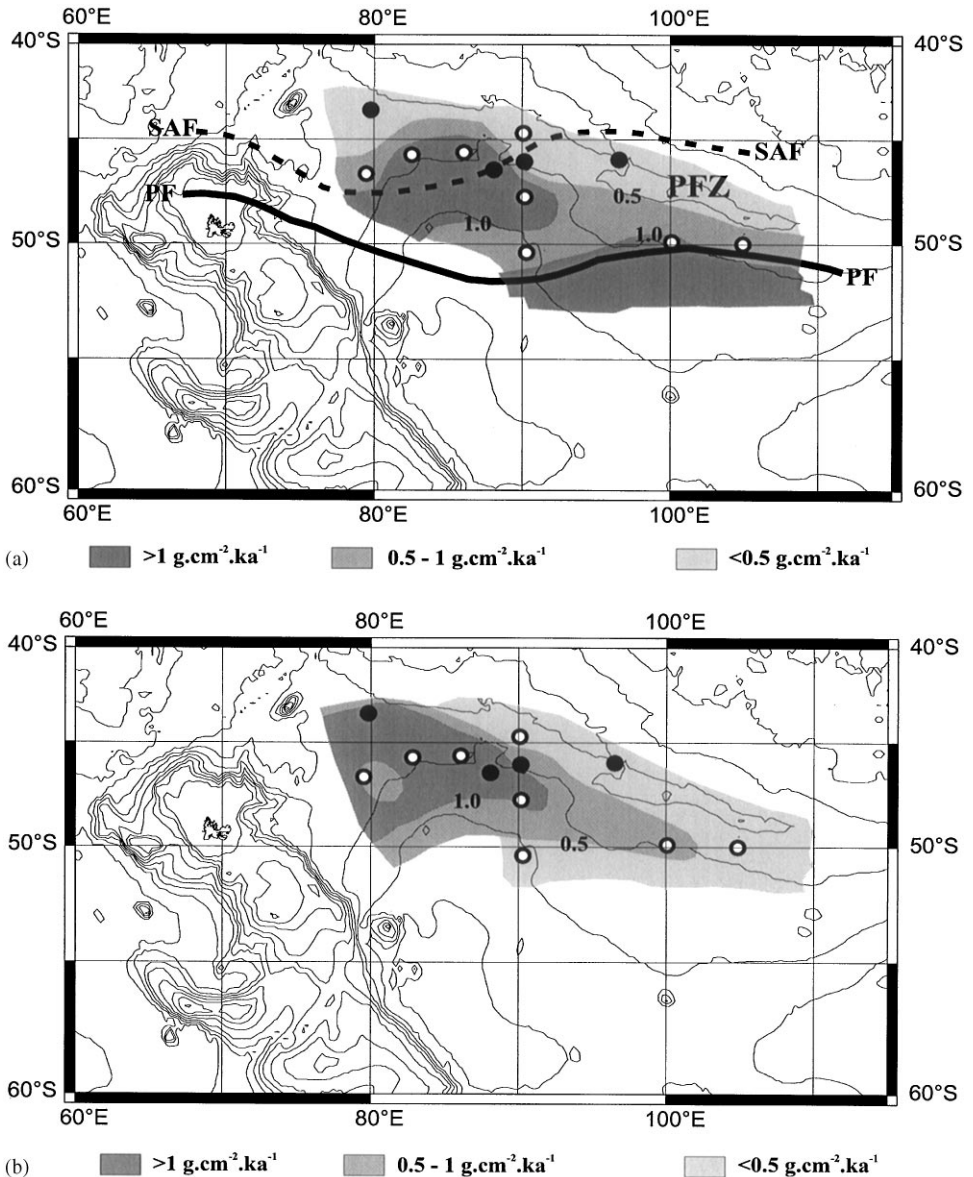 60°E 80°E 100°E
40°S 40°S
SAF SAF
PF PFZ
0.5
1.0 1.0
50°S 50°S
PF
60°S 60°S
60°E 80°E 100°E
(a) >1 g.cm⁻².ka⁻¹ 0.5 - 1 g.cm⁻².ka⁻¹ <0.5 g.cm⁻².ka⁻¹
60°E 80°E 100°E
40°S 40°S
1.0
0.5
50°S 50°S
60°S 60°S
60°E 80°E 100°E
(b) >1 g.cm⁻².ka⁻¹ 0.5 - 1 g.cm⁻².ka⁻¹ <0.5 g.cm⁻².ka⁻¹